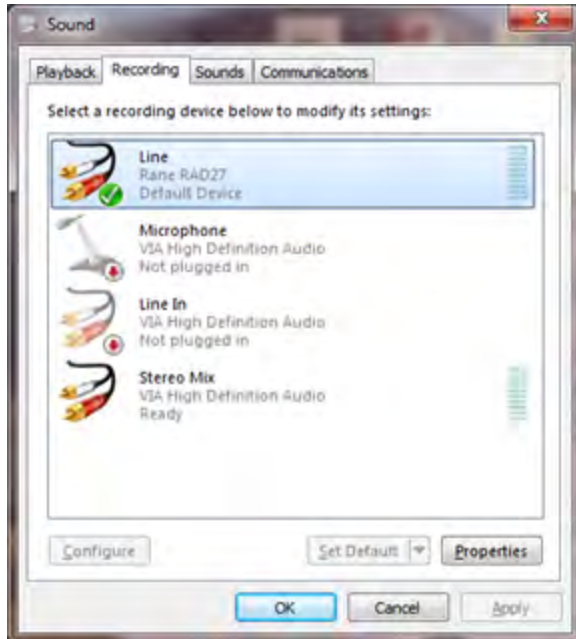 Sound
Playback Recording Sounds Communications
Select a recording device below to modify its settings:
Line
Rane RAD27
Default Device
Microphone
VIA High Definition Audio
Not plugged in
Line In
VIA High Definition Audio
Not plugged in
Stereo Mix
VIA High Definition Audio
Ready
Configure Set Default Properties
OK Cancel Apply